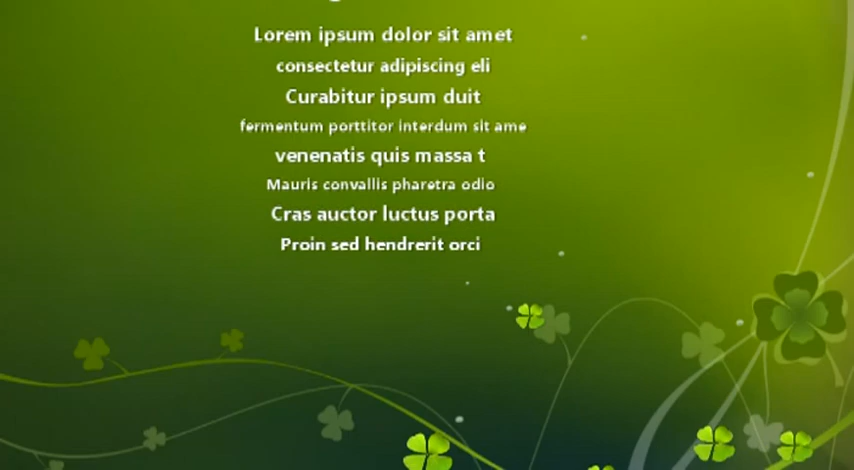 Lorem ipsum dolor sit amet
consectetur adipiscing eli
Curabitur ipsum duit
fermentum porttitor interdum sit ame
venenatis quis massa t
Mauris convallis pharetra odio
Cras auctor luctus porta
Proin sed hendrerit orci